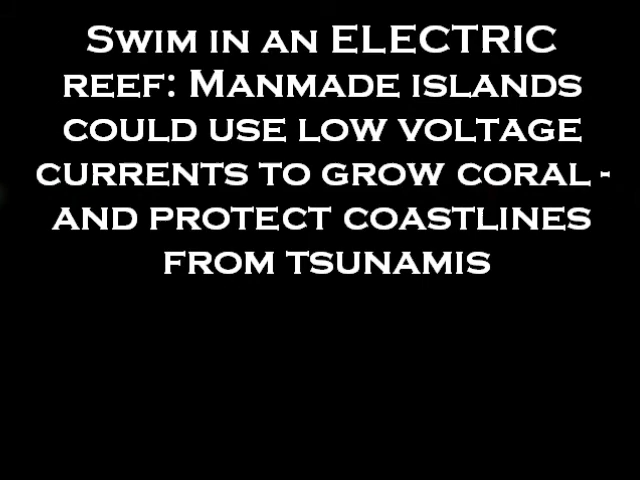 Swim in an ELECTRIC
reef: Manmade islands
could use low voltage
currents to grow coral -
and protect coastlines
from tsunamis